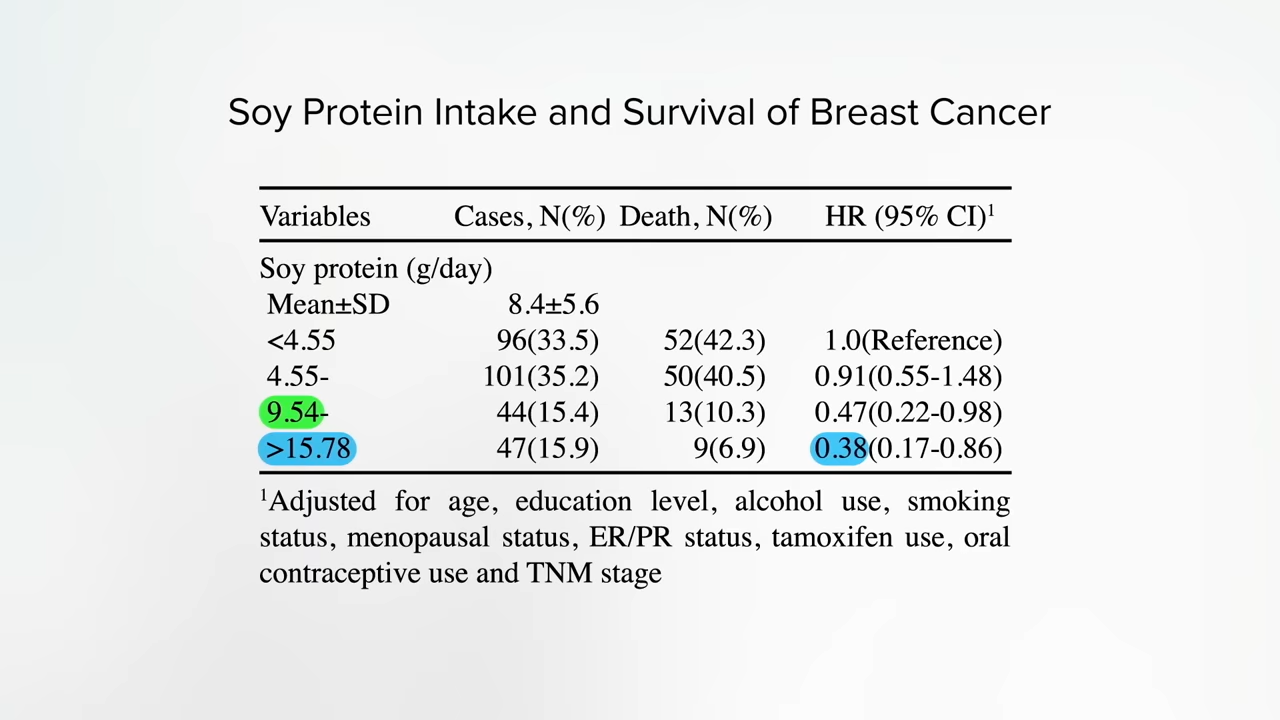 Soy Protein Intake and Survival of Breast Cancer
Variables Cases, N(%) Death, N(%) HR (95% CI)¹
Soy protein (g/day)
Mean±SD 8.4±5.6
<4.55 96(33.5) 52(42.3) 1.0(Reference)
4.55- 101(35.2) 50(40.5) 0.91(0.55-1.48)
9.54- 44(15.4) 13(10.3) 0.47(0.22-0.98)
>15.78 47(15.9) 9(6.9) 0.38(0.17-0.86)
¹Adjusted for age, education level, alcohol use, smoking
status, menopausal status, ER/PR status, tamoxifen use, oral
contraceptive use and TNM stage